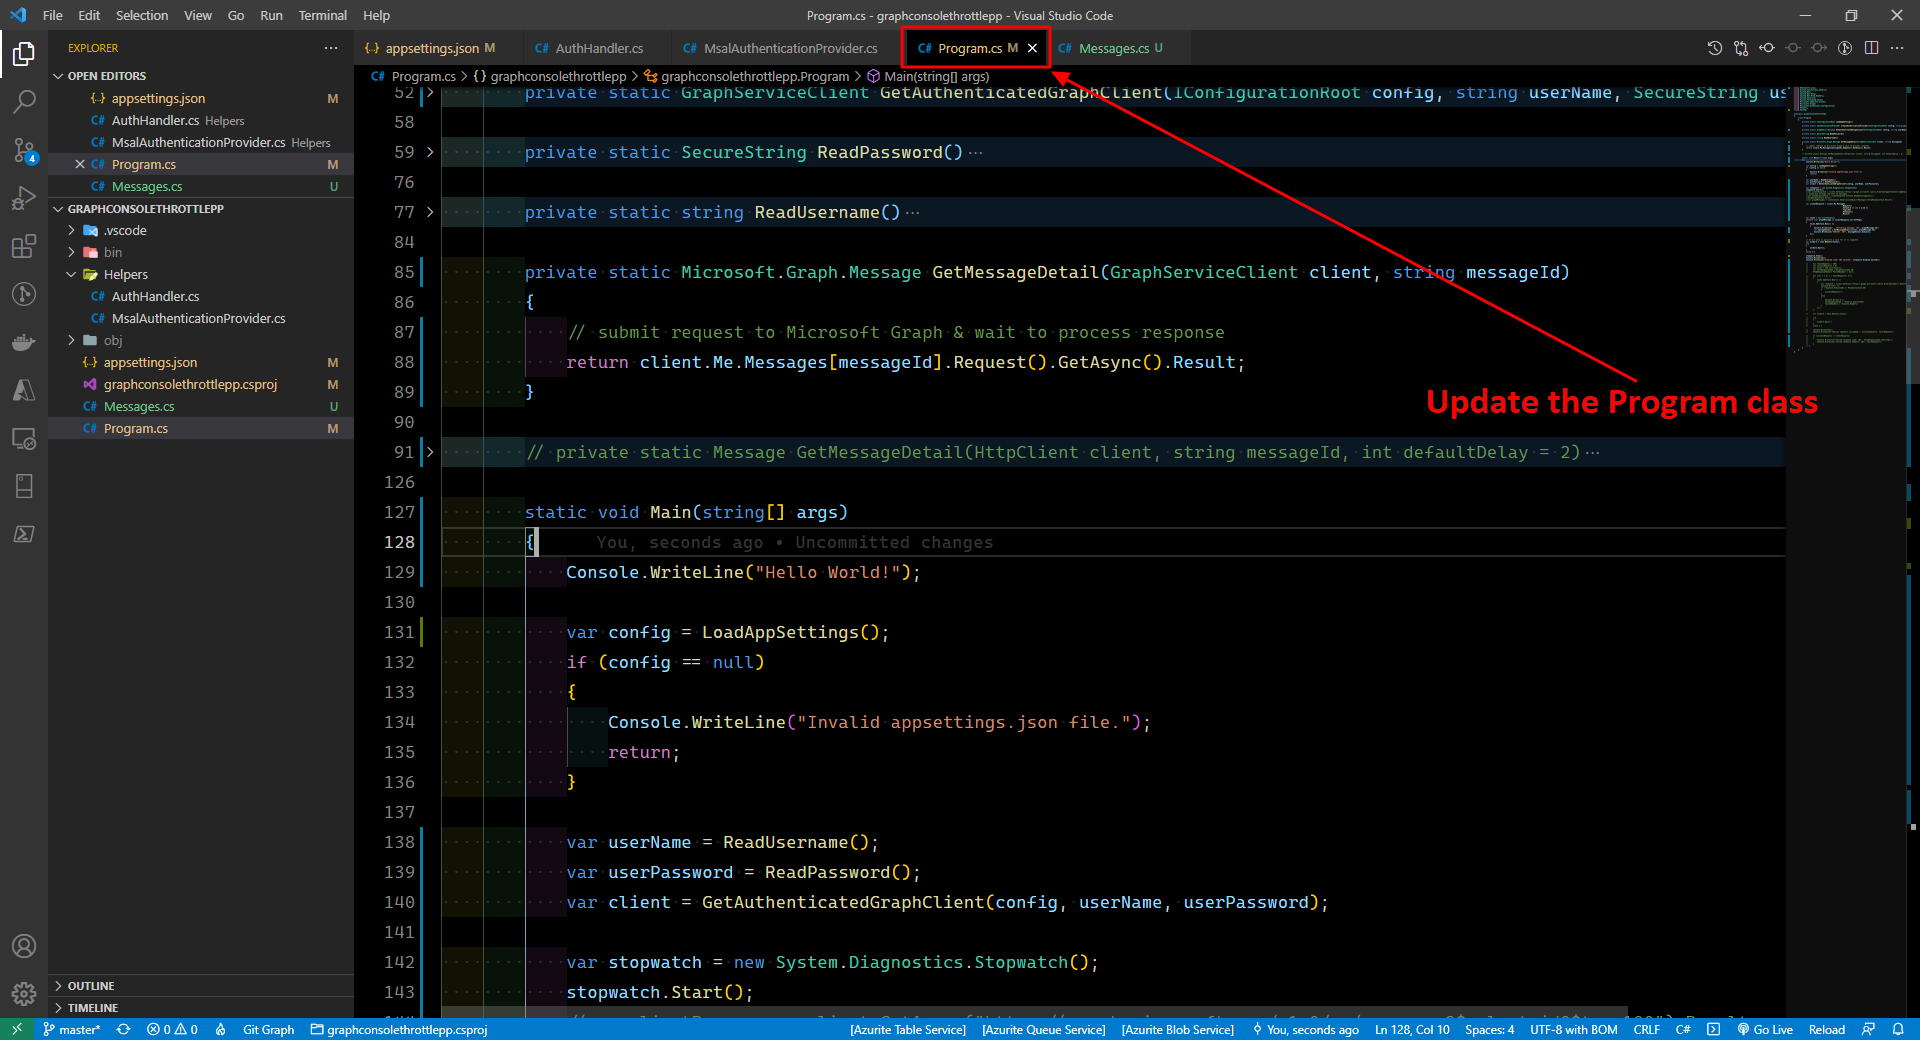 File Edit Selection View Go Run Terminal Help
Program.cs - graphconsolethrottlepp - Visual Studio Code
EXPLORER ···
OPEN EDITORS
{} appsettings.json M
C# AuthHandler.cs Helpers
C# MsalAuthenticationProvider.cs Helpers
C# Program.cs M
C# Messages.cs U
GRAPHCONSOLETHROTTLEPP
.vscode
bin
Helpers
C# AuthHandler.cs
C# MsalAuthenticationProvider.cs
obj
{} appsettings.json M
graphconsolethrottlepp.csproj M
C# Messages.cs U
C# Program.cs M
OUTLINE
TIMELINE
4
{} appsettings.json M
C# AuthHandler.cs
C# MsalAuthenticationProvider.cs
C# Program.cs M
C# Messages.cs U
C# Program.cs > {} graphconsolethrottlepp > graphconsolethrottlepp.Program > Main(string[] args)
52 private static GraphServiceClient GetAuthenticatedGraphClient(IConfigurationRoot config, string userName, SecureString
58
59 private static SecureString ReadPassword() ···
76
77 private static string ReadUsername() ···
84
85 private static Microsoft.Graph.Message GetMessageDetail(GraphServiceClient client, string messageId)
86 {
87 // submit request to Microsoft Graph & wait to process response
88 return client.Me.Messages[messageId].Request().GetAsync().Result;
89 }
90
91 // private static Message GetMessageDetail(HttpClient client, string messageId, int defaultDelay = 2) ···
126
127 static void Main(string[] args)
128 { You, seconds ago • Uncommitted changes
129 Console.WriteLine("Hello World!");
130
131 var config = LoadAppSettings();
132 if (config == null)
133 {
134 Console.WriteLine("Invalid appsettings.json file.");
135 return;
136 }
137
138 var userName = ReadUsername();
139 var userPassword = ReadPassword();
140 var client = GetAuthenticatedGraphClient(config, userName, userPassword);
141
142 var stopwatch = new System.Diagnostics.Stopwatch();
143 stopwatch.Start();
Update the Program class
master* 0 0 Git Graph graphconsolethrottlepp.csproj [Azurite Table Service] [Azurite Queue Service] [Azurite Blob Service] You, seconds ago Ln 128, Col 10 Spaces: 4 UTF-8 with BOM CRLF C# Go Live Reload